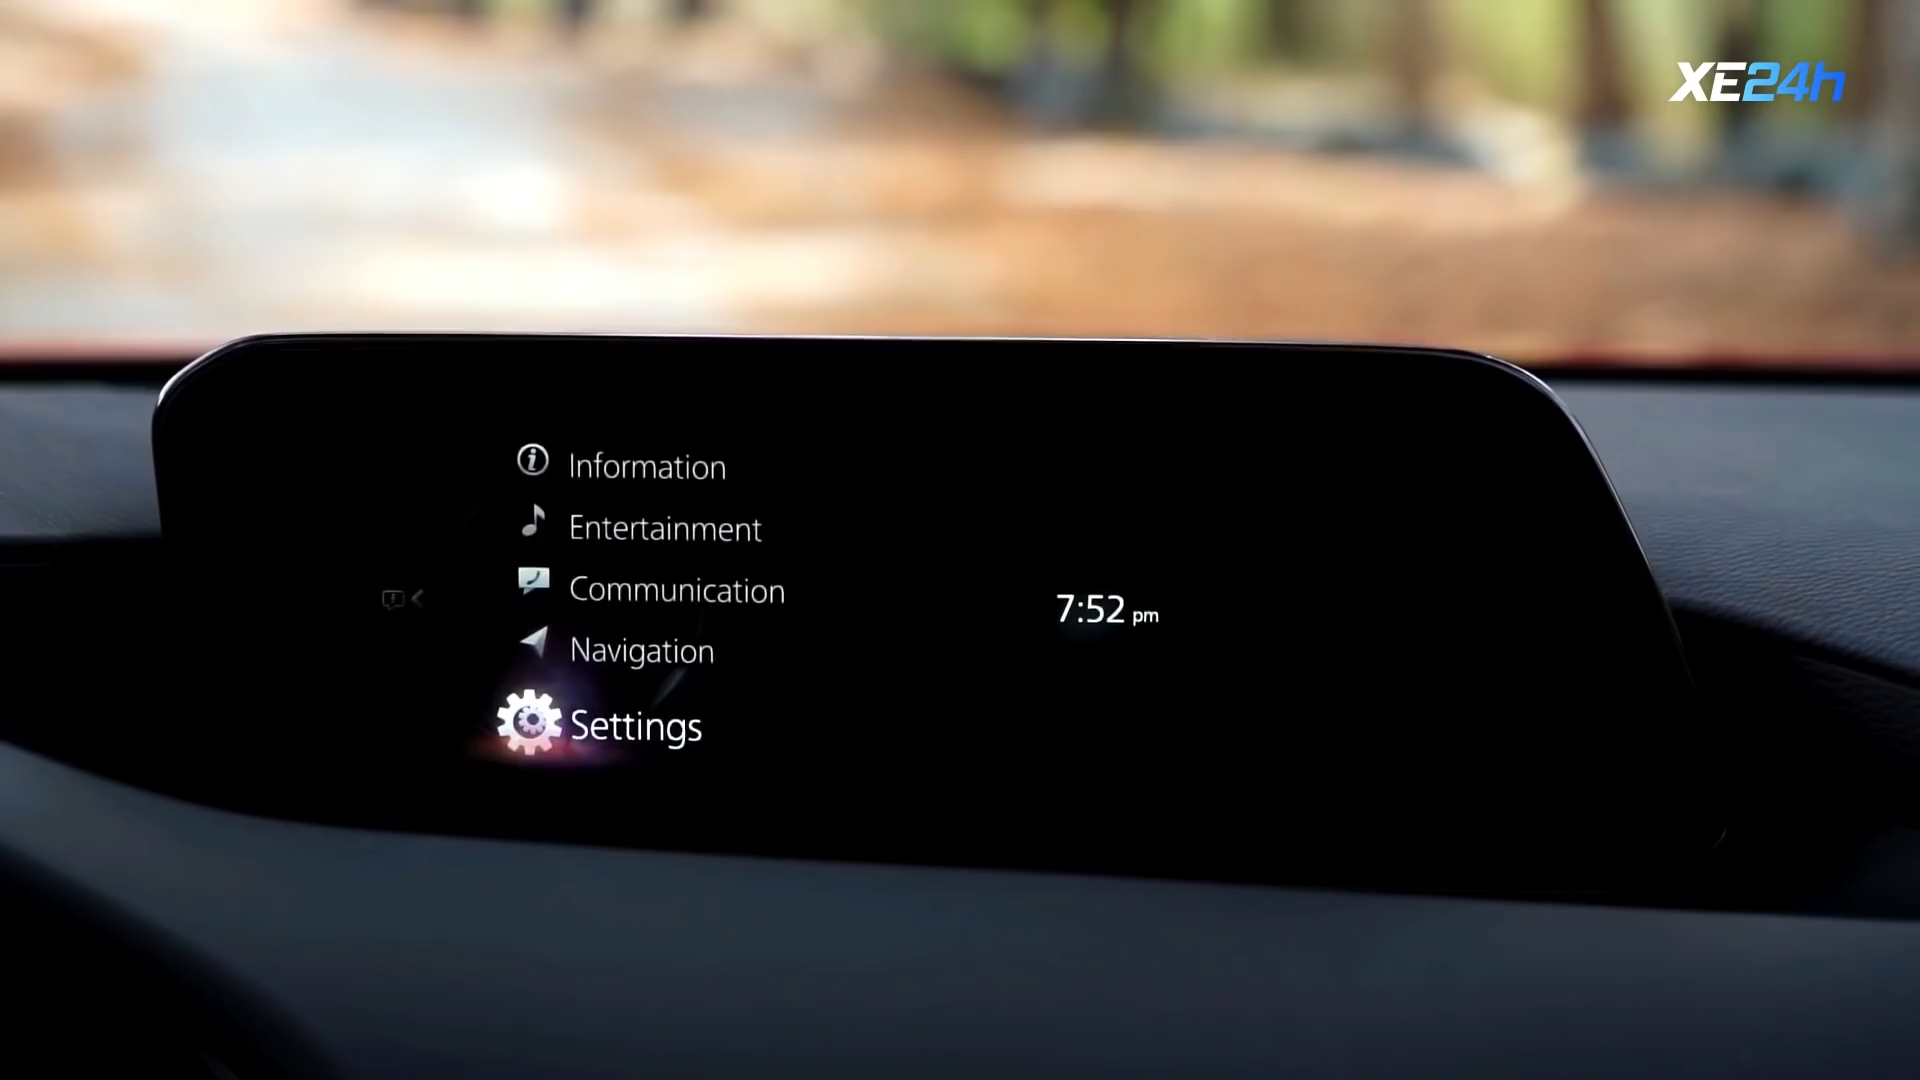 XE24h
Information
Entertainment
Communication
7:52 pm
Navigation
Settings